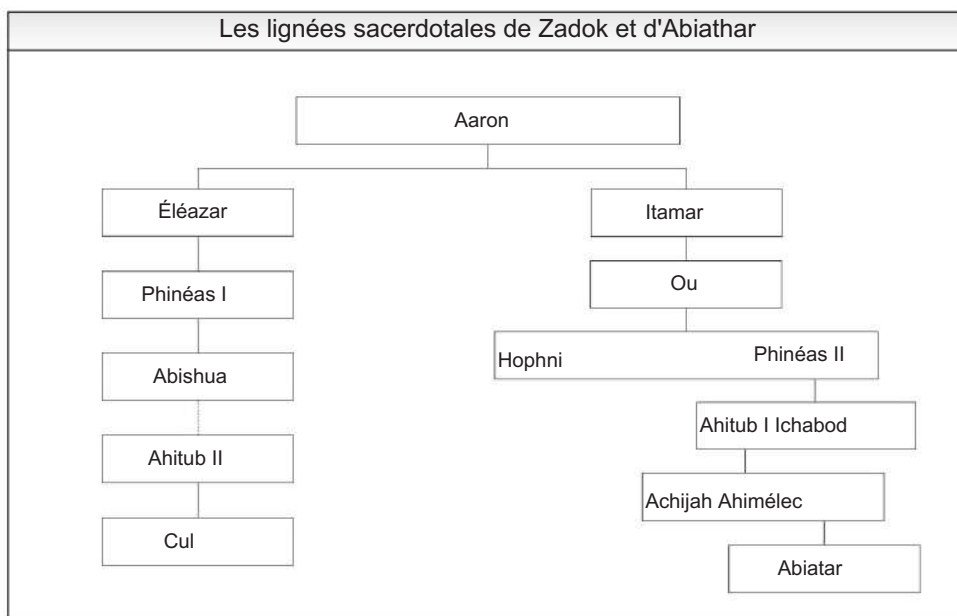 Les lignées sacerdotales de Zadok et d'Abiathar
Aaron
Éléazar
Itamar
Phinéas I
Ou
Hophni
Phinéas II
Abishua
Ahitub I Ichabod
Ahitub II
Achijah Ahimélec
Cul
Abiatar